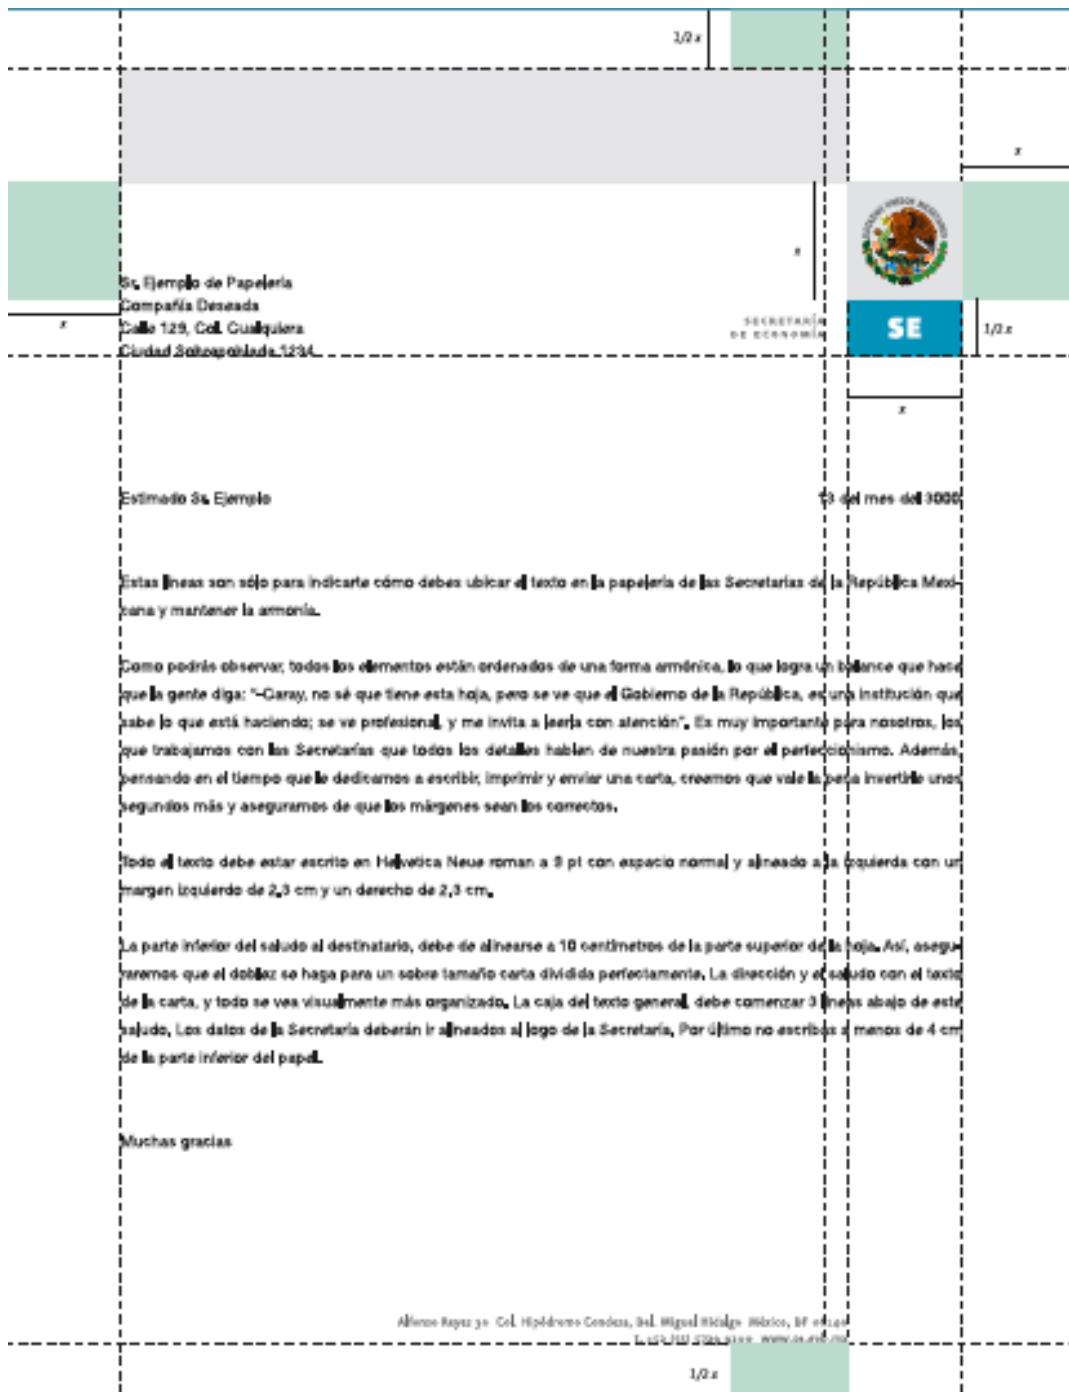 1/2 x
x
Sr. Ejemplo de Papelería
Compañía Deseada
x
Calle 129, Col. Cualquiera
Ciudad Sobrepoblada 1234
x
SECRETARÍA
DE ECONOMÍA
SE
1/2 x
x
Estimado Sr. Ejemplo
13 del mes del 3000
Estas líneas son sólo para indicarte cómo debes ubicar el texto en la papelería de las Secretarías de la República Mexi-
cana y mantener la armonía.
Como podrás observar, todos los elementos están ordenados de una forma armónica, lo que logra un balance que hace
que la gente diga: "–Caray, no sé que tiene esta hoja, pero se ve que el Gobierno de la República, es una institución que
sabe lo que está haciendo; se ve profesional, y me invita a leerla con atención". Es muy importante para nosotros, los
que trabajamos con las Secretarías que todos los detalles hablen de nuestra pasión por el perfeccionismo. Además,
pensando en el tiempo que le dedicamos a escribir, imprimir y enviar una carta, creemos que vale la pena invertirle unos
segundos más y aseguramos de que los márgenes sean los correctos.
Todo el texto debe estar escrito en Helvetica Neue roman a 9 pt con espacio normal y alineado a la izquierda con un
margen izquierdo de 2,3 cm y un derecho de 2,3 cm.
La parte inferior del saludo al destinatario, debe de alinearse a 10 centímetros de la parte superior de la hoja. Así, asegu-
raremos que el doblez se haga para un sobre tamaño carta dividida perfectamente. La dirección y el saludo con el texto
de la carta, y todo se vea visualmente más organizado. La caja del texto general, debe comenzar 3 líneas abajo de este
saludo. Los datos de la Secretaría deberán ir alineados al logo de la Secretaría. Por último no escribas a menos de 4 cm
de la parte inferior del papel.
Muchas gracias
Alfonso Reyes 30 Col. Hipódromo Condesa, Del. Miguel Hidalgo México, DF
1/2 x